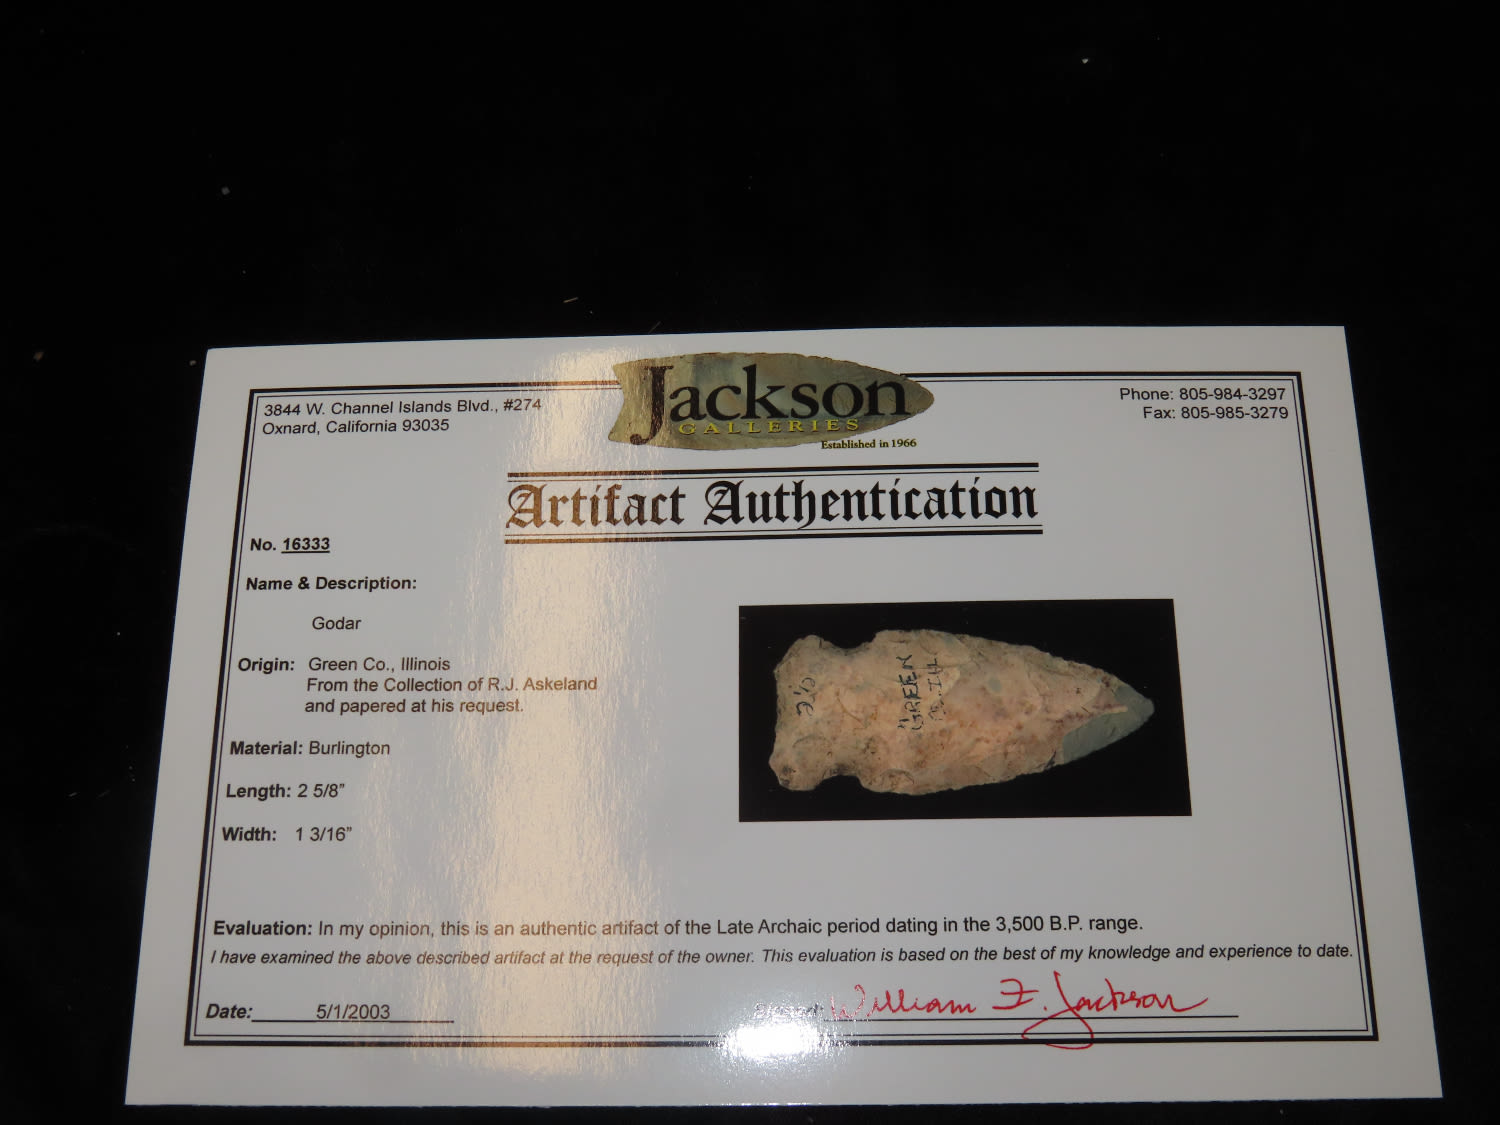 3844 W. Channel Islands Blvd., #274
Oxnard, California 93035
Jackson
GALLERIES
Established in 1966
Phone: 805-984-3297
Fax: 805-985-3279
Artifact Authentication
No. 16333
Name & Description:
Godar
Origin: Green Co., Illinois
From the Collection of R.J. Askeland
and papered at his request.
Material: Burlington
Length: 2 5/8"
Width: 1 3/16"
GREEN
Evaluation: In my opinion, this is an authentic artifact of the Late Archaic period dating in the 3,500 B.P. range.
I have examined the above described artifact at the request of the owner. This evaluation is based on the best of my knowledge and experience to date.
Date: 5/1/2003
Signed: William F. Jackson